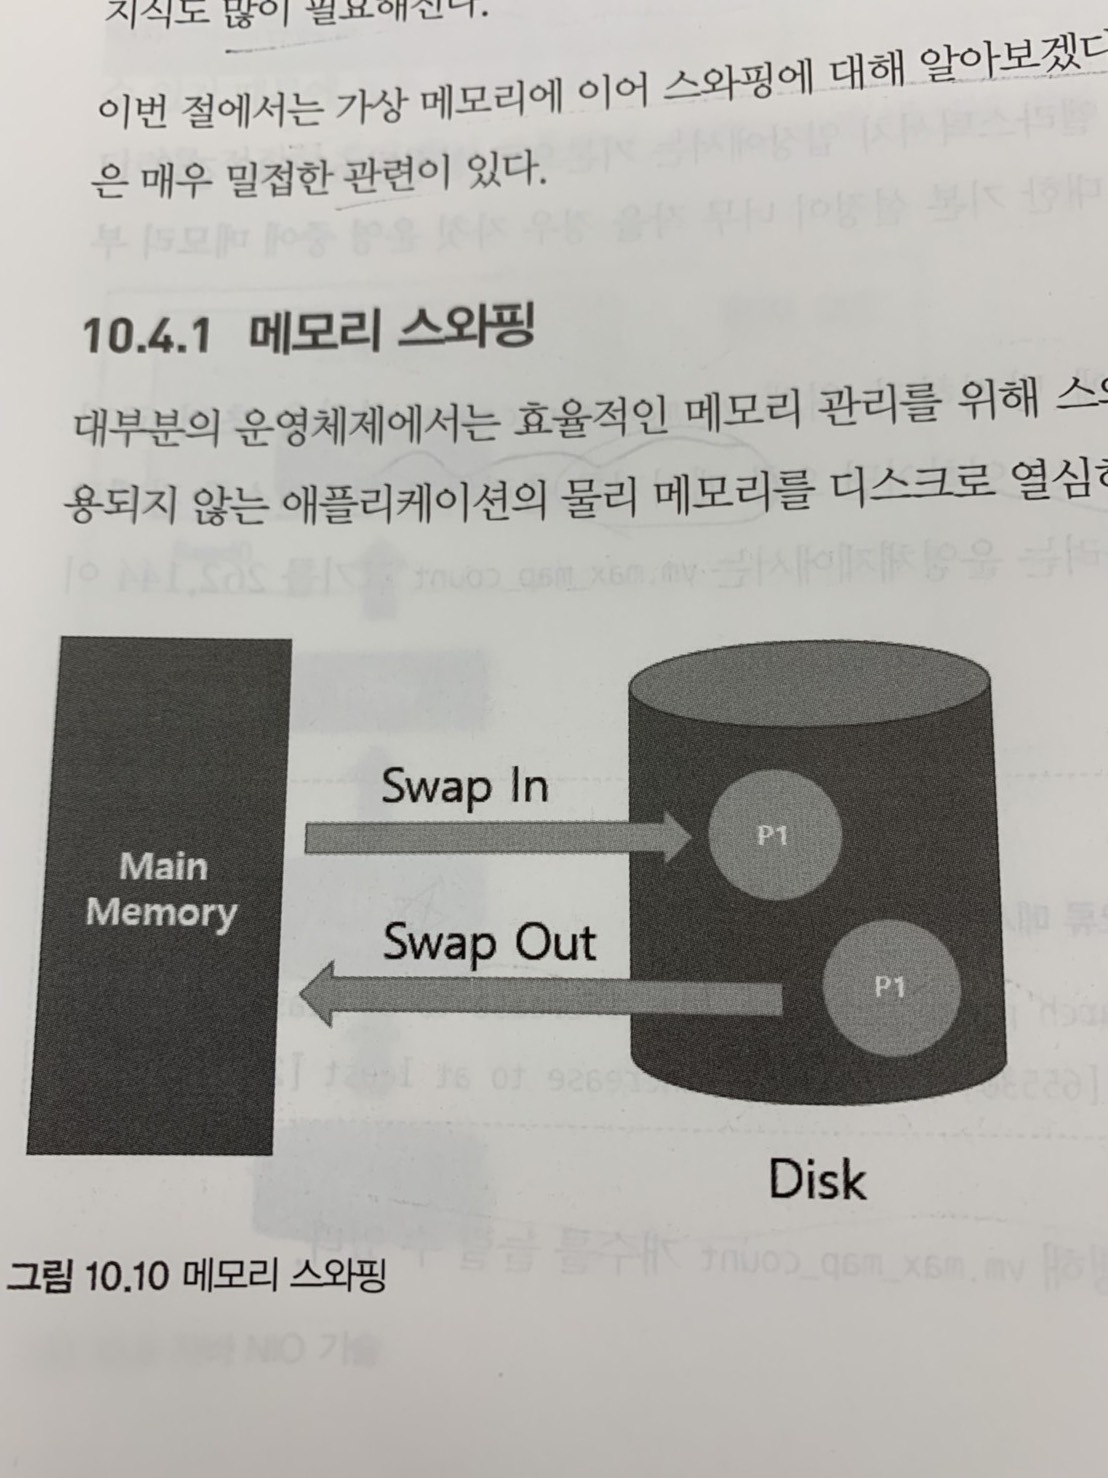 지식도 많이 필요해진다.
이번 절에서는 가상 메모리에 이어 스와핑에 대해 알아보겠다
은 매우 밀접한 관련이 있다.
10.4.1 메모리 스와핑
대부분의 운영체제에서는 효율적인 메모리 관리를 위해
용되지 않는 애플리케이션의 물리 메모리를 디스크로
Swap In
P1
Main
Memory
Swap Out
P1
Disk
그림 10.10 메모리 스와핑